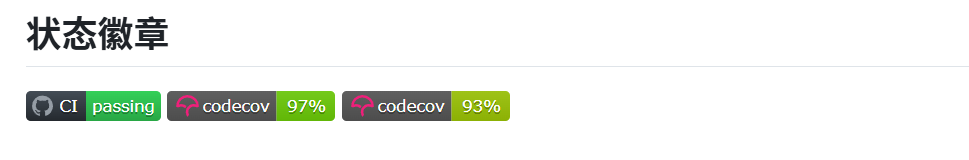 状态徽章
CI passing codecov 97% codecov 93%